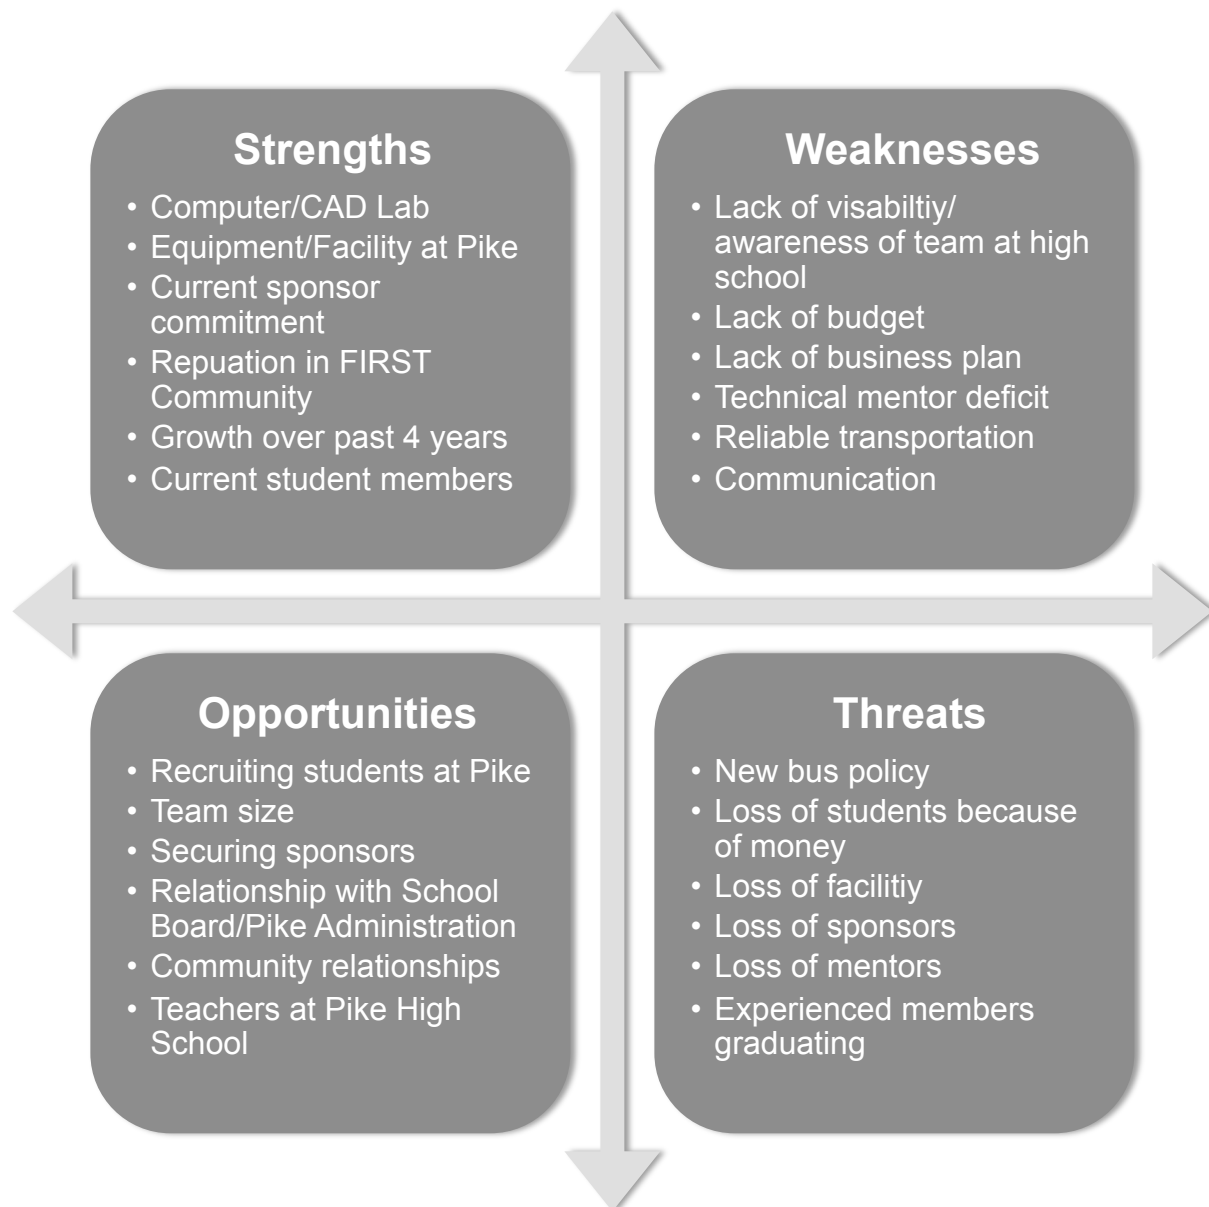 Strengths
• Computer/CAD Lab
• Equipment/Facility at Pike
• Current sponsor
commitment
• Repuation in FIRST
Community
• Growth over past 4 years
• Current student members
Weaknesses
• Lack of visabiltiy/
awareness of team at high
school
• Lack of budget
• Lack of business plan
• Technical mentor deficit
• Reliable transportation
• Communication
Opportunities
• Recruiting students at Pike
• Team size
• Securing sponsors
• Relationship with School
Board/Pike Administration
• Community relationships
• Teachers at Pike High
School
Threats
• New bus policy
• Loss of students because
of money
• Loss of facilitiy
• Loss of sponsors
• Loss of mentors
• Experienced members
graduating